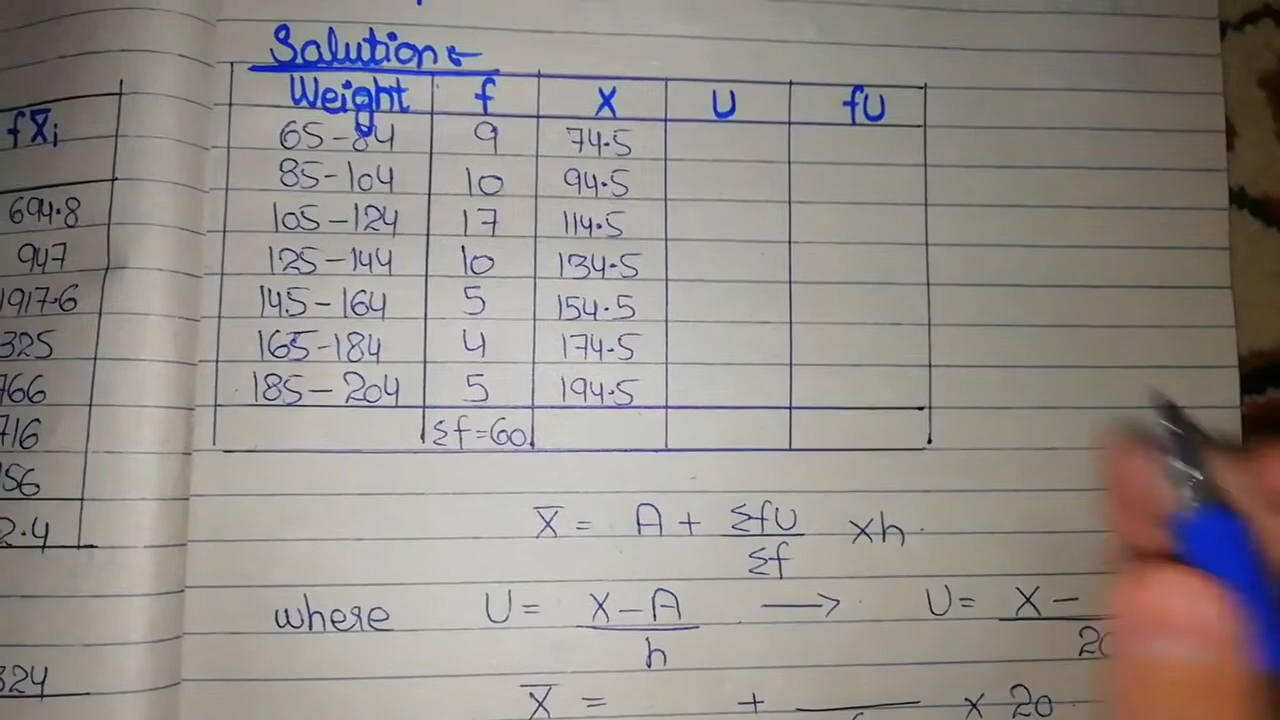 Solution:-
Weight f X U fU
65-84 9 74.5
85-104 10 94.5
105-124 17 114.5
125-144 10 134.5
145-164 5 154.5
165-184 4 174.5
185-204 5 194.5
Σf=60
X̄ = A + ΣfU / Σf ×h
where U = X-A / h → U = X- / 20
X̄ = + ×20
fX̄i
694.8
947
1917.6
325
766
716
156
2.4
324